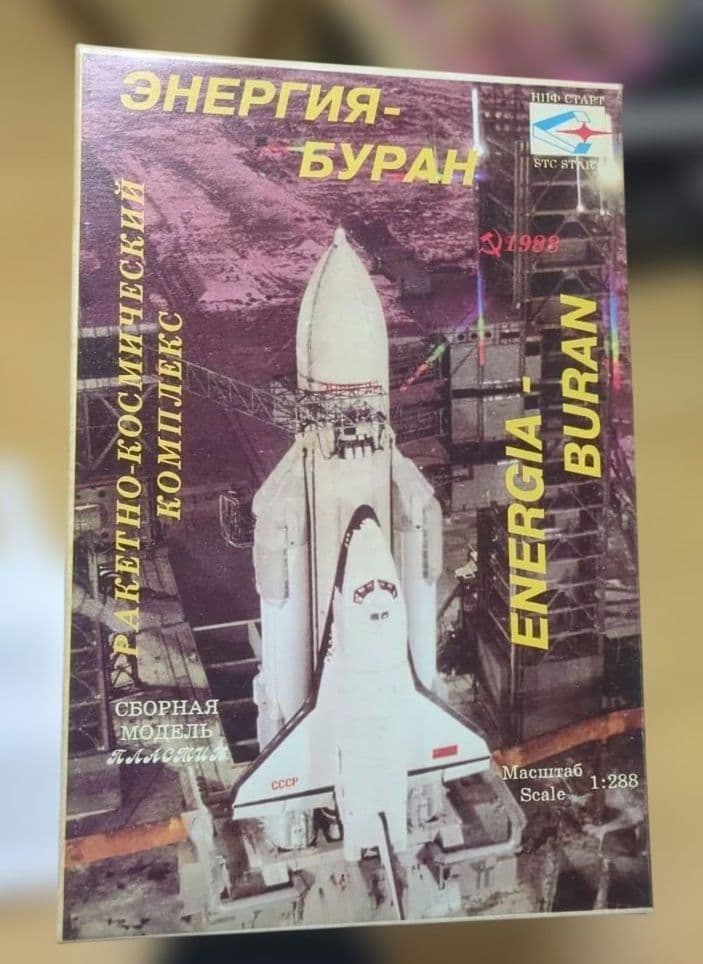 ЭНЕРГИЯ-
БУРАН
НПФ СТАРТ
STC START
1988
РАКЕТНО-КОСМИЧЕСКИЙ
КОМПЛЕКС
ENERGIA -
BURAN
СБОРНАЯ
МОДЕЛЬ
ПЛАСТИК
СССР
Масштаб
Scale 1:288